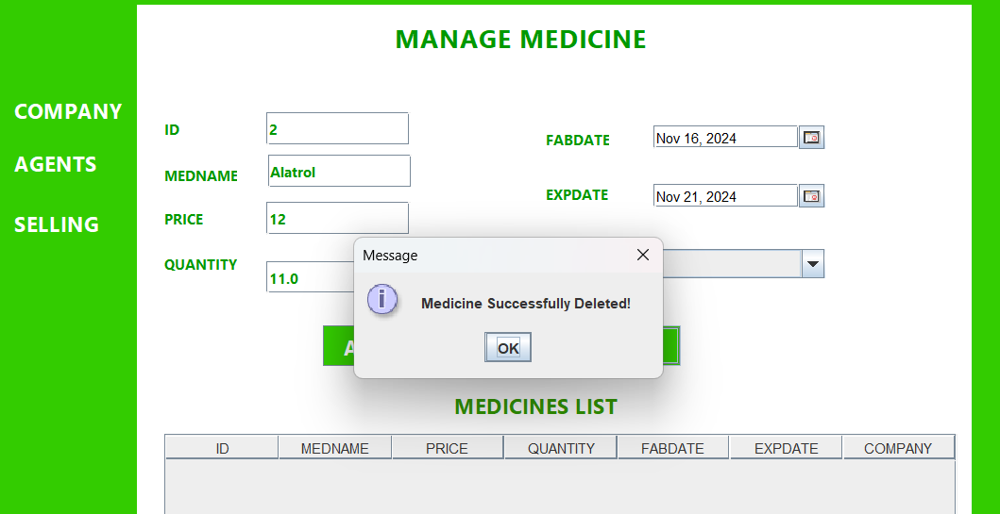 MANAGE MEDICINE
COMPANY
AGENTS
SELLING
ID 2
MEDNAME Alatrol
PRICE 12
QUANTITY 11.0
FABDATE Nov 16, 2024
EXPDATE Nov 21, 2024
Message
i Medicine Successfully Deleted!
OK
A
MEDICINES LIST
ID MEDNAME PRICE QUANTITY FABDATE EXPDATE COMPANY